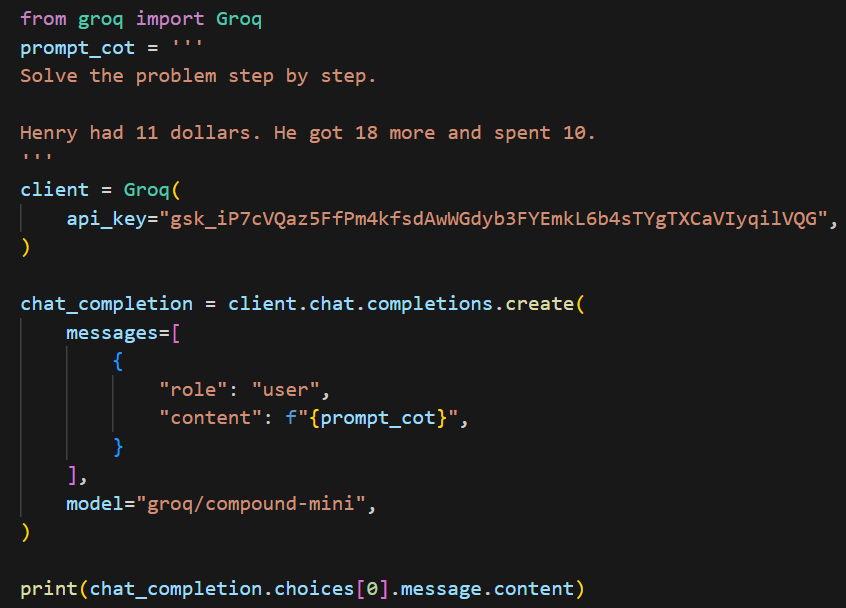 from groq import Groq
prompt_cot = '''
Solve the problem step by step.

Henry had 11 dollars. He got 18 more and spent 10.
'''
client = Groq(
    api_key="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",
)

chat_completion = client.chat.completions.create(
    messages=[
        {
            "role": "user",
            "content": f"{prompt_cot}",
        }
    ],
    model="groq/compound-mini",
)

print(chat_completion.choices[0].message.content)